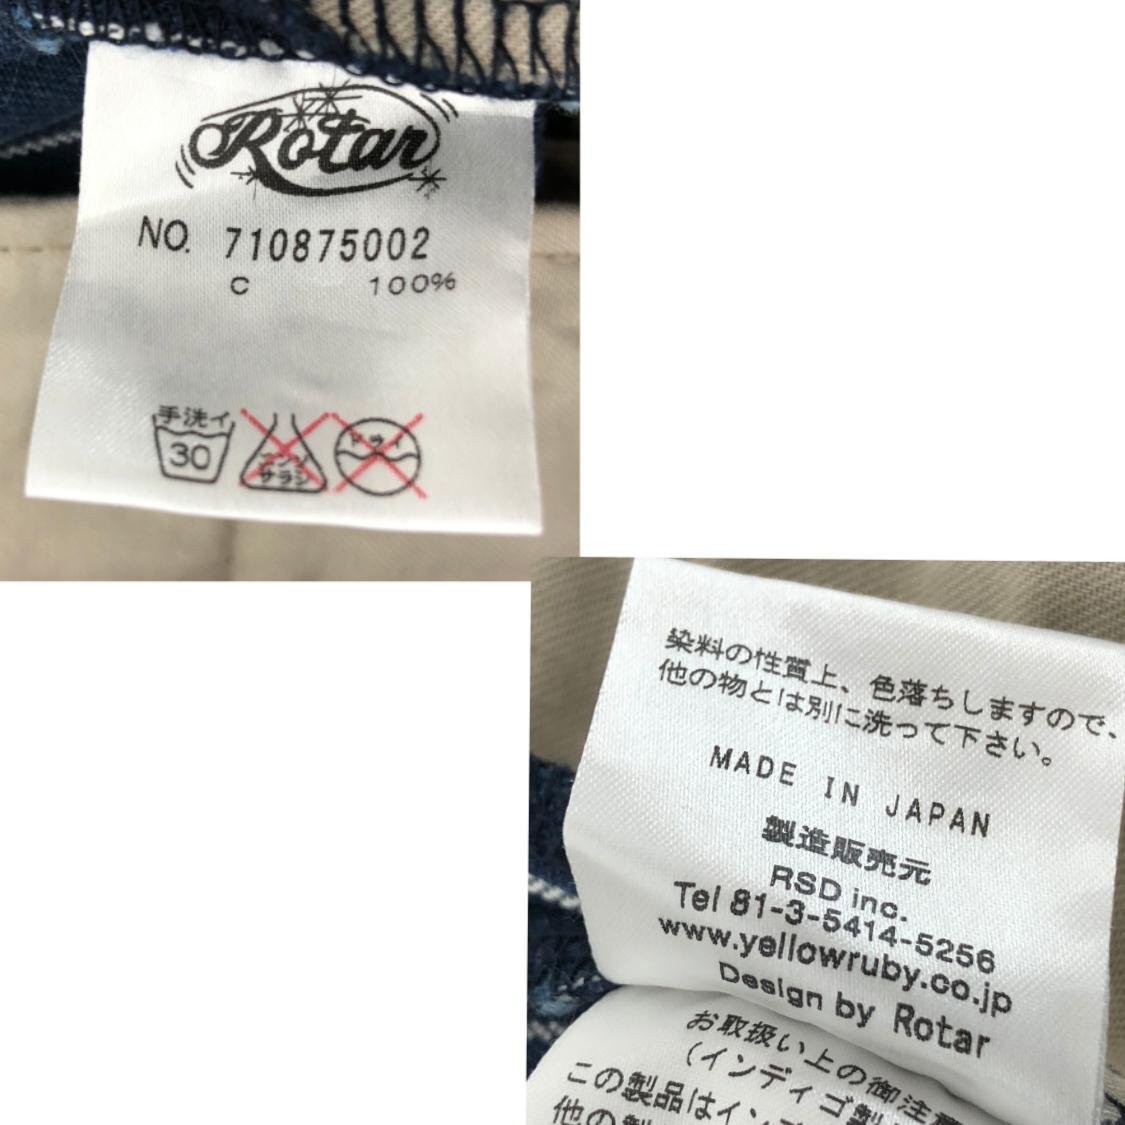 Rotar
NO. 710875002
C 100%
手洗イ
30
エンソ
サラシ
ドライ
染料の性質上、色落ちしますので、
他の物とは別に洗って下さい。
MADE IN JAPAN
製造販売元
RSD inc.
Tel 81-3-5414-5256
www.yellowruby.co.jp
Design by Rotar
お取扱い上の御注意
(インディゴ製
この製品はイン
他の製